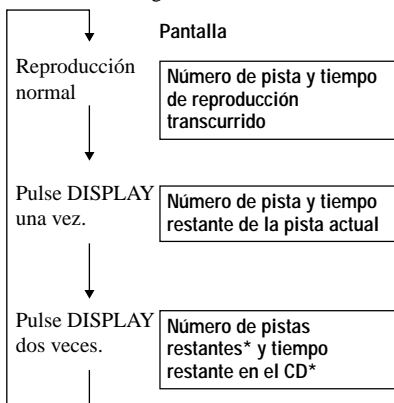 Pantalla
Reproducción
normal
Número de pista y tiempo
de reproducción
transcurrido
Pulse DISPLAY
una vez.
Número de pista y tiempo
restante de la pista actual
Pulse DISPLAY
dos veces.
Número de pistas
restantes* y tiempo
restante en el CD*